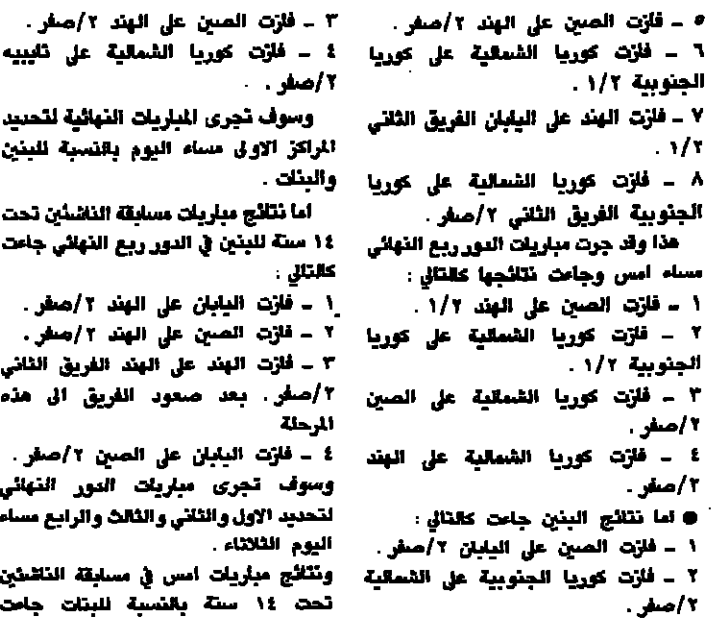 ٥ ـ فازت الصين على الهند ٢/صفر .
٦ ـ فازت كوريا الشمالية على كوريا
الجنوبية ١/٢ .
٧ ـ فازت الهند على اليابان الفريق الثاني
١/٢ .
٨ ـ فازت كوريا الشمالية على كوريا
الجنوبية الفريق الثاني ٢/صفر .
هذا وقد جرت مباريات الدور ربع النهائي
مساء امس وجاءت نتائجها كالتالي :
١ ـ فازت الصين على الهند ١/٢ .
٢ ـ فازت كوريا الشمالية على كوريا
الجنوبية ١/٢ .
٣ ـ فازت كوريا الشمالية على الصين
٢/صفر .
٤ ـ فازت كوريا الشمالية على الهند
٢/صفر .
● اما نتائج البنين جاءت كالتالي :
١ ـ فازت الصين على اليابان ٢/صفر .
٢ ـ فازت كوريا الجنوبية على الشمالية
٢/صفر .
٣ ـ فازت الصين على الهند ٢/صفر .
٤ ـ فازت كوريا الشمالية على تايبيه
٢/صفر .
وسوف تجرى المباريات النهائية لتحديد
المراكز الاولى مساء اليوم بالنسبة للبنين
والبنات .
اما نتائج مباريات مسابقة الناشئين تحت
١٤ سنة للبنين في الدور ربع النهائي جاءت
كالتالي :
١ ـ فازت اليابان على الهند ٢/صفر .
٢ ـ فازت الصين على الهند ٢/صفر .
٣ ـ فازت الهند على الهند الفريق الثاني
٢/صفر . بعد صعود الفريق الى هذه
المرحلة
٤ ـ فازت اليابان على الصين ٢/صفر .
وسوف تجرى مباريات الدور النهائي
لتحديد الاول والثاني والثالث والرابع مساء
اليوم الثلاثاء .
ونتائج مباريات امس في مسابقة الناشئين
تحت ١٤ سنة بالنسبة للبنات جاءت